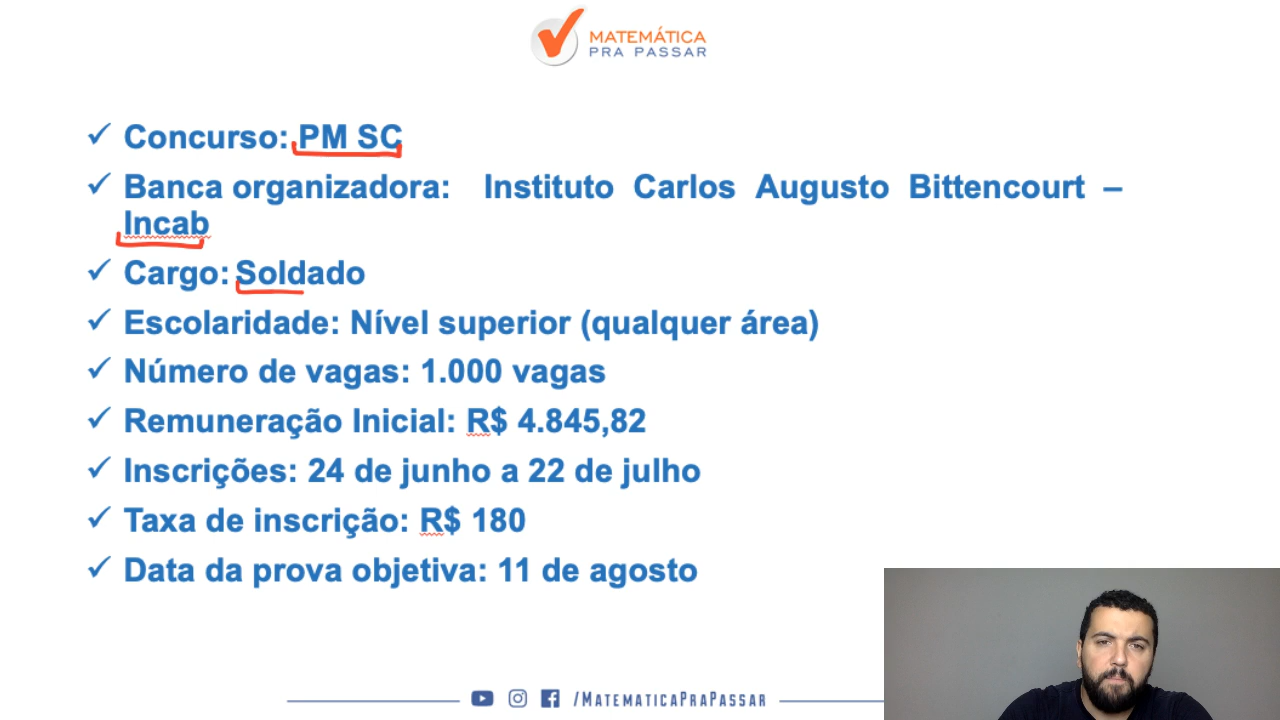 MATEMÁTICA
PRA PASSAR
Concurso: PM SC
Banca organizadora: Instituto Carlos Augusto Bittencourt –
Incab
Cargo: Soldado
Escolaridade: Nível superior (qualquer área)
Número de vagas: 1.000 vagas
Remuneração Inicial: R$ 4.845,82
Inscrições: 24 de junho a 22 de julho
Taxa de inscrição: R$ 180
Data da prova objetiva: 11 de agosto
/MATEMATICAPRAPASSAR